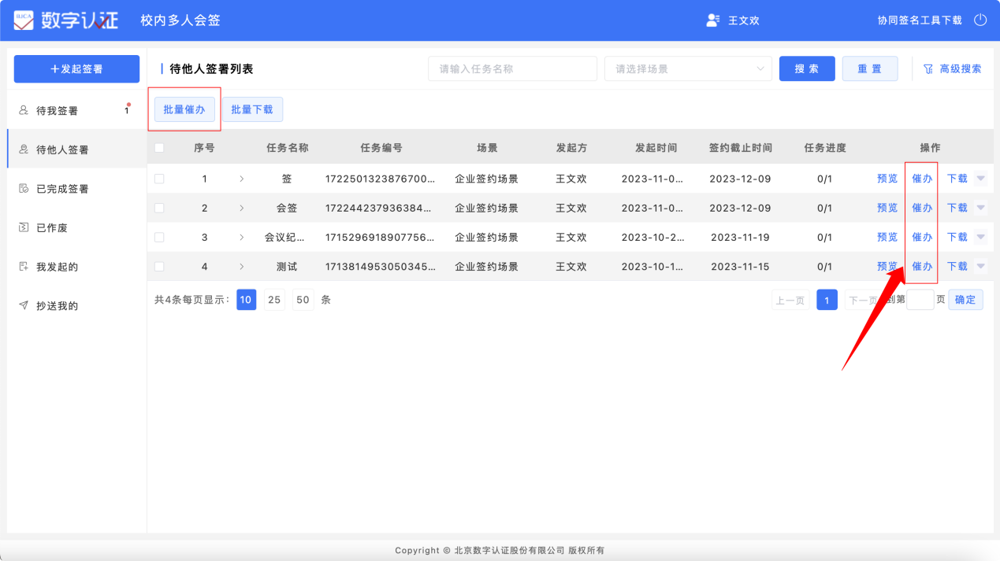 BJCA 数字认证 校内多人会签 王文欢 协同签名工具下载
+发起签署 待他人签署列表 请输入任务名称 请选择场景 搜索 重置 高级搜索
待我签署 1 批量催办 批量下载
待他人签署
已完成签署
已作废
我发起的
抄送我的
序号 任务名称 任务编号 场景 发起方 发起时间 签约截止时间 任务进度 操作
1 > 签 1722501323876700... 企业签约场景 王文欢 2023-11-0... 2023-12-09 0/1 预览 催办 下载
2 > 会签 172244237936384... 企业签约场景 王文欢 2023-11-0... 2023-12-09 0/1 预览 催办 下载
3 > 会议纪... 1715296918907756... 企业签约场景 王文欢 2023-10-2... 2023-11-19 0/1 预览 催办 下载
4 > 测试 1713814953050345... 企业签约场景 王文欢 2023-10-1... 2023-11-15 0/1 预览 催办 下载
共4条每页显示: 10 25 50 条 上一页 1 下一页 到第 页 确定
Copyright © 北京数字认证股份有限公司 版权所有